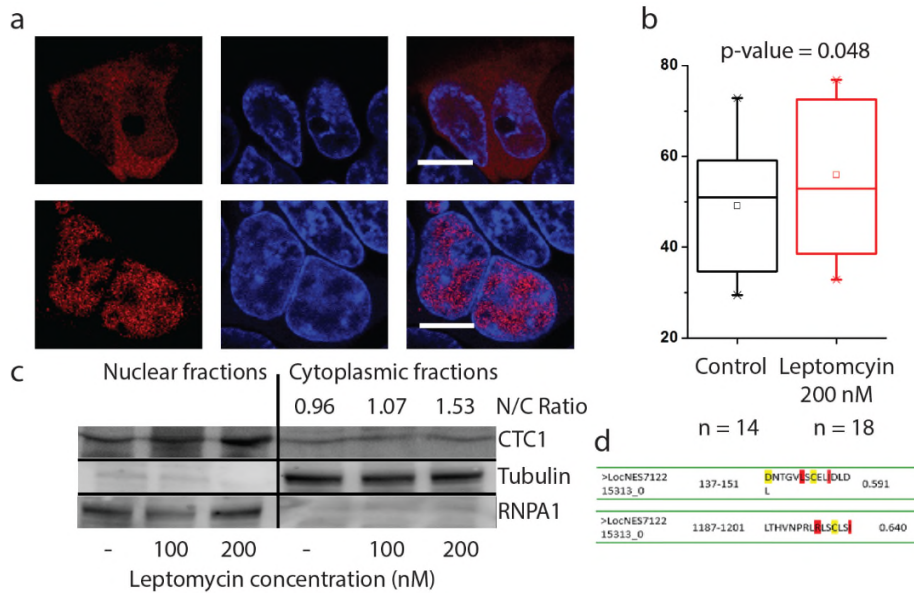 a
b
p-value = 0.048
80
60
40
20
Control
Leptomcyin
200 nM
n = 14
n = 18
c
Nuclear fractions
Cytoplasmic fractions
0.96 1.07 1.53 N/C Ratio
CTC1
Tubulin
RNPA1
- 100 200 - 100 200
Leptomycin concentration (nM)
d
>LocNES7122 137-151 DNTGVESCELIDLD 0.591
15313_0 L
>LocNES7122 1187-1201 LTHVNPRLRLSCLSI 0.640
15313_0